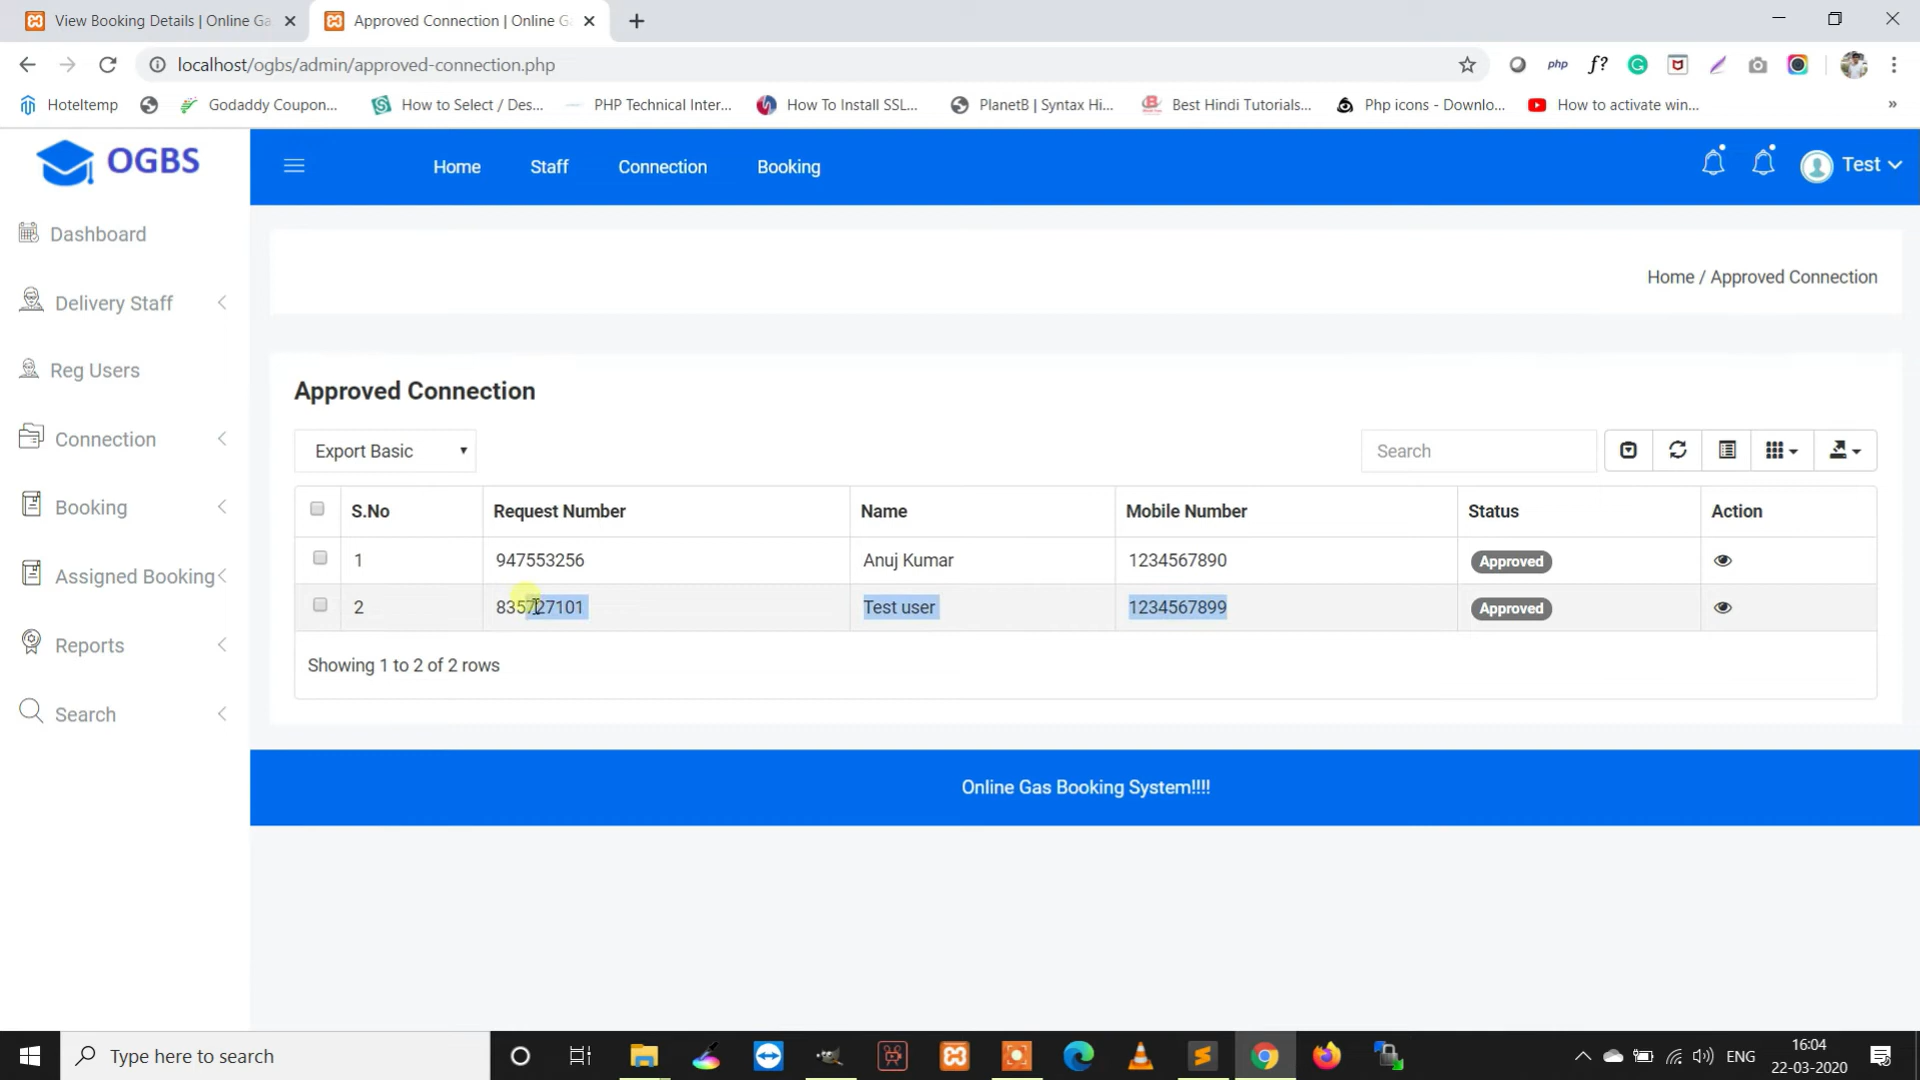 View Booking Details | Online Ga
Approved Connection | Online G
localhost/ogbs/admin/approved-connection.php
php
f?
Hoteltemp
Godaddy Coupon...
How to Select / Des...
PHP Technical Inter...
How To Install SSL...
PlanetB | Syntax Hi...
Best Hindi Tutorials...
Php icons - Downlo...
How to activate win...
»
OGBS
Home
Staff
Connection
Booking
Test
Dashboard
Delivery Staff
Reg Users
Connection
Booking
Assigned Booking
Reports
Search
Home / Approved Connection
Approved Connection
Export Basic
Search
S.No Request Number Name Mobile Number Status Action
1 947553256 Anuj Kumar 1234567890 Approved
2 835727101 Test user 1234567899 Approved
Showing 1 to 2 of 2 rows
Online Gas Booking System!!!!
Type here to search
ENG
16:04
22-03-2020